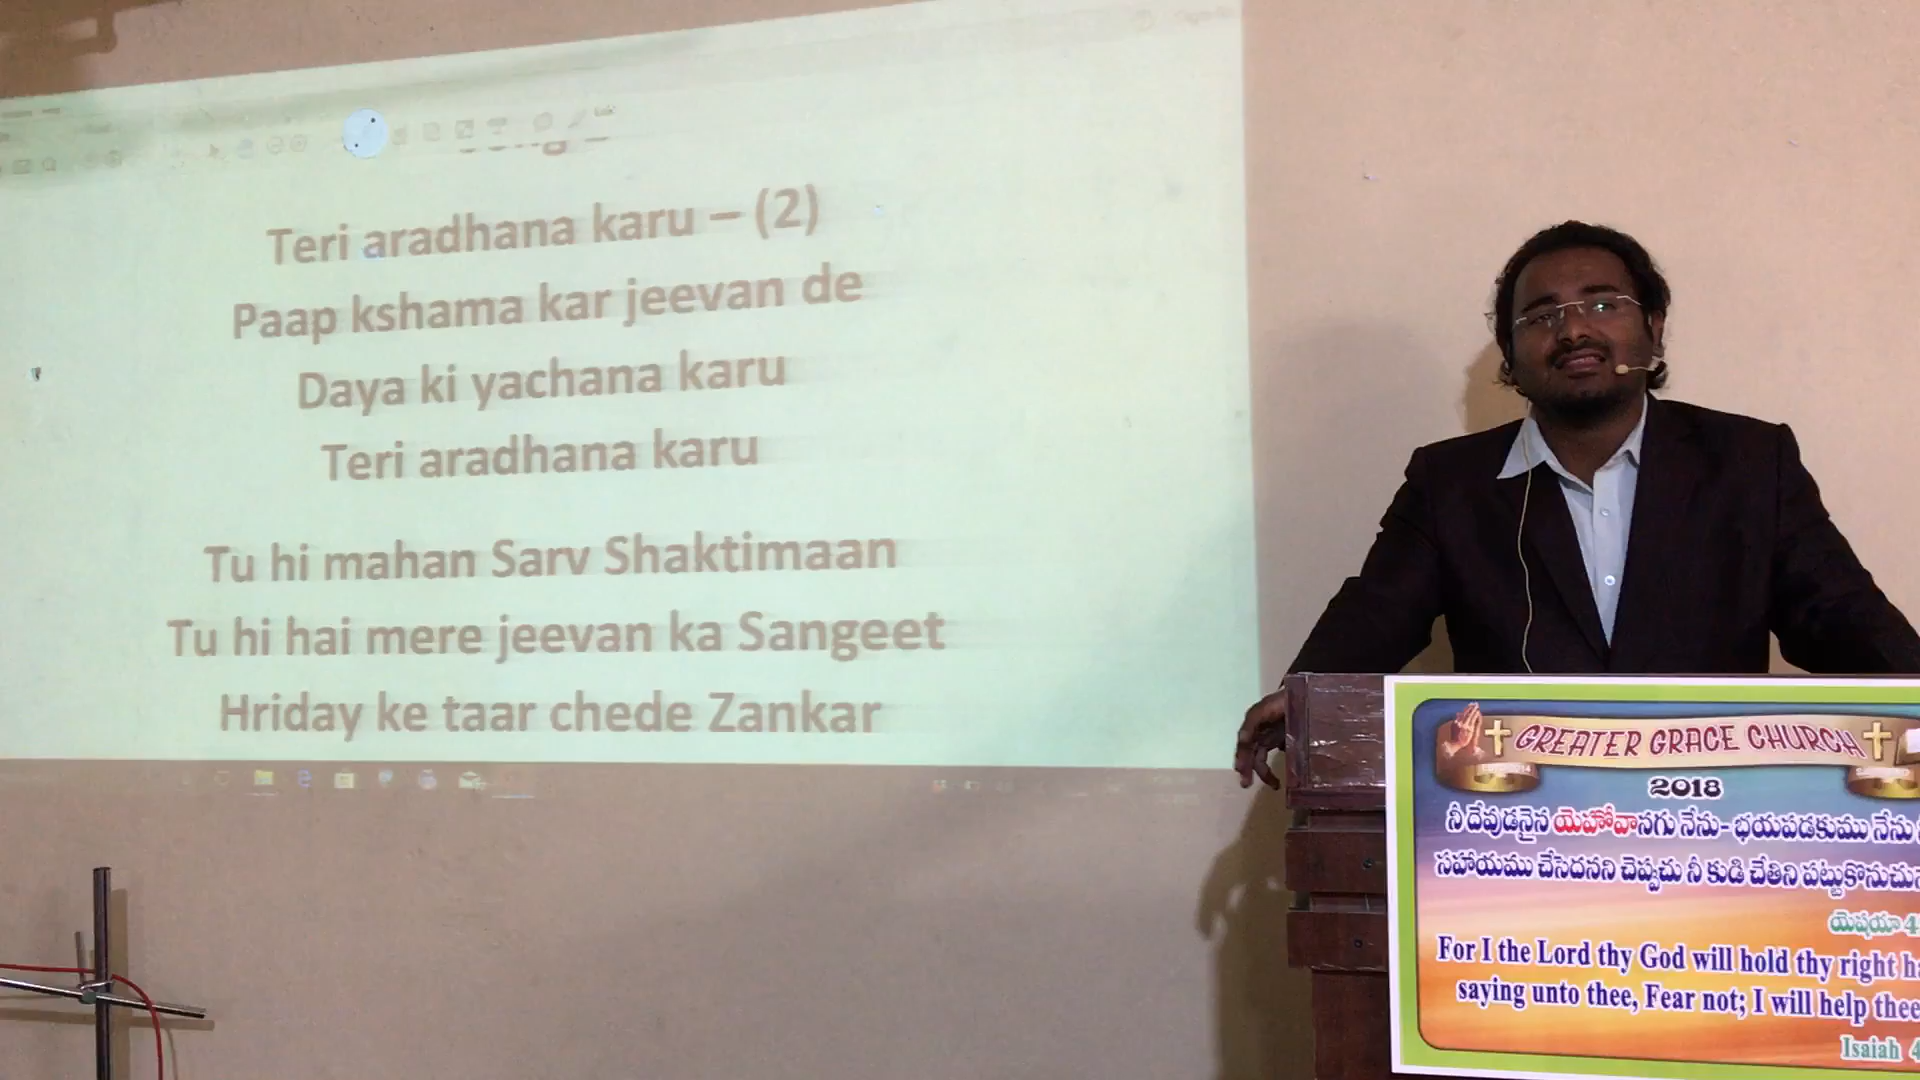 Teri aradhana karu – (2)
Paap kshama kar jeevan de
Daya ki yachana karu
Teri aradhana karu
Tu hi mahan Sarv Shaktimaan
Tu hi hai mere jeevan ka Sangeet
Hriday ke taar chede Zankar
GREATER GRACE CHURCH
2018
నీ దేవుడనైన యెహోవానగు నేను- భయపడకుము నేను
సహాయము చేసెదనని చెప్పుచు నీ కుడి చేతిని
యెషయా 4
For I the Lord thy God will hold thy right
saying unto thee, Fear not; I will help thee
Isaiah 4